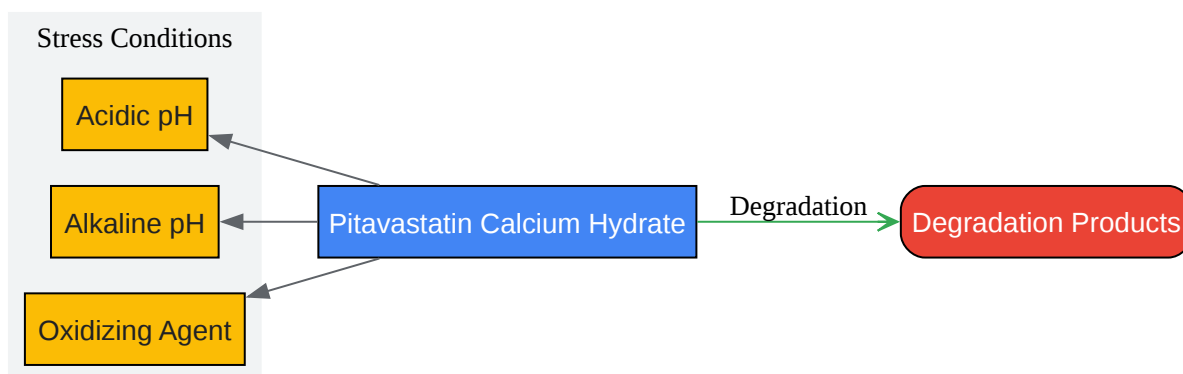 Stress Conditions
Acidic pH
Alkaline pH
Oxidizing Agent
Pitavastatin Calcium Hydrate
Degradation
Degradation Products